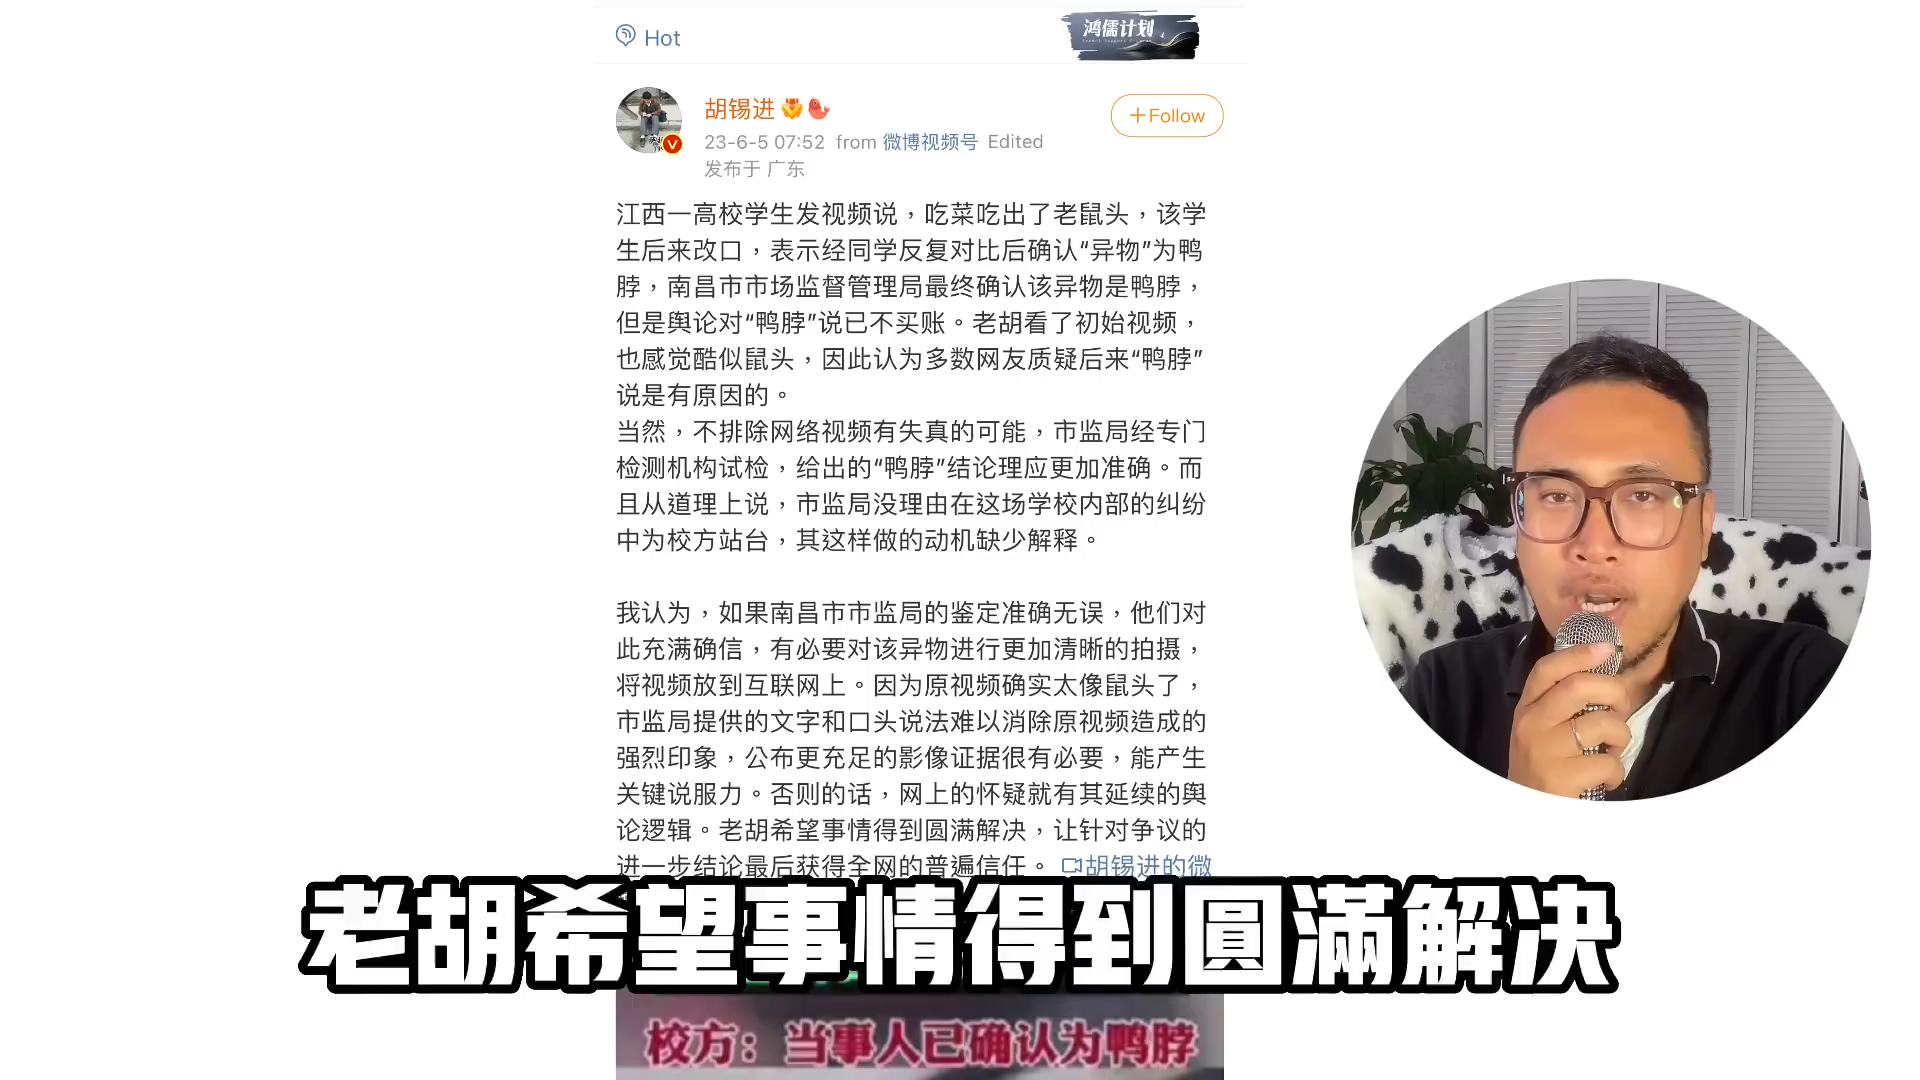 Hot
鸿儒计划
胡锡进
+Follow
23-6-5 07:52 from 微博视频号 Edited
发布于 广东
江西一高校学生发视频说，吃菜吃出了老鼠头，该学
生后来改口，表示经同学反复对比后确认“异物”为鸭
脖，南昌市市场监督管理局最终确认该异物是鸭脖，
但是舆论对“鸭脖”说已不买账。老胡看了初始视频，
也感觉酷似鼠头，因此认为多数网友质疑后来“鸭脖”
说是有原因的。
当然，不排除网络视频有失真的可能，市监局经专门
检测机构试检，给出的“鸭脖”结论理应更加准确。而
且从道理上说，市监局没理由在这场学校内部的纠纷
中为校方站台，其这样做的动机缺少解释。
我认为，如果南昌市市监局的鉴定准确无误，他们对
此充满确信，有必要对该异物进行更加清晰的拍摄，
将视频放到互联网上。因为原视频确实太像鼠头了，
市监局提供的文字和口头说法难以消除原视频造成的
强烈印象，公布更充足的影像证据很有必要，能产生
关键说服力。否则的话，网上的怀疑就有其延续的舆
论逻辑。老胡希望事情得到圆满解决，让针对争议的
进一步结论最后获得全网的普遍信任。 胡锡进的微
老胡希望事情得到圓滿解决
校方：当事人已确认为鸭脖